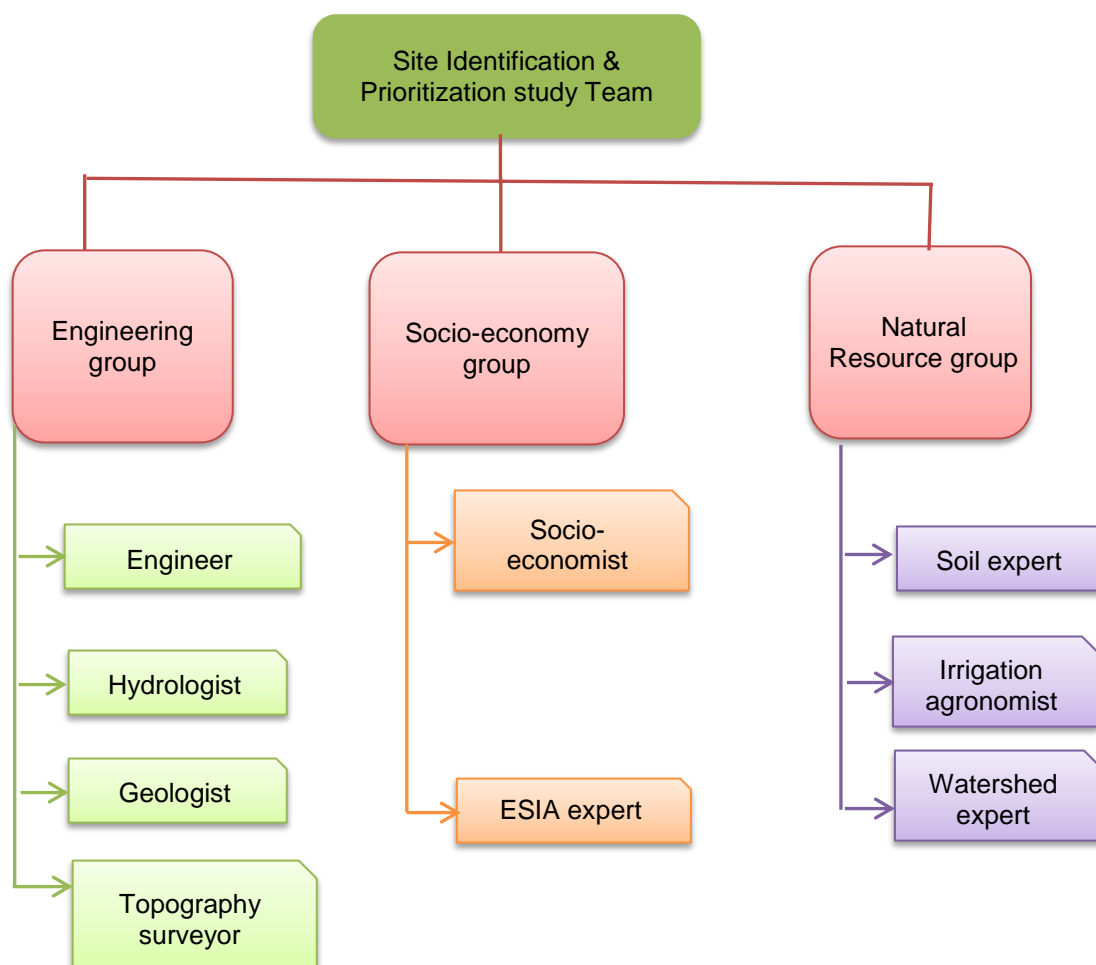 Site Identification &
Prioritization study Team
Engineering
group
Socio-economy
group
Natural
Resource group
Engineer
Hydrologist
Geologist
Topography
surveyor
Socio-
economist
ESIA expert
Soil expert
Irrigation
agronomist
Watershed
expert